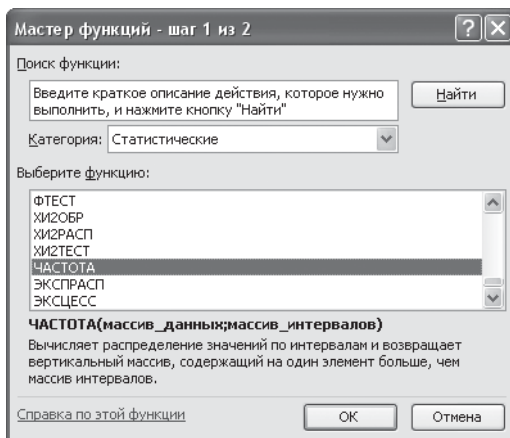 Мастер функций - шаг 1 из 2
Поиск функции:
Введите краткое описание действия, которое нужно
выполнить, и нажмите кнопку "Найти"
Найти
Категория: Статистические
Выберите функцию:
ФТЕСТ
ХИ2ОБР
ХИ2РАСП
ХИ2ТЕСТ
ЧАСТОТА
ЭКСПРАСП
ЭКСЦЕСС
ЧАСТОТА(массив_данных;массив_интервалов)
Вычисляет распределение значений по интервалам и возвращает
вертикальный массив, содержащий на один элемент больше, чем
массив интервалов.
Справка по этой функции
ОК
Отмена